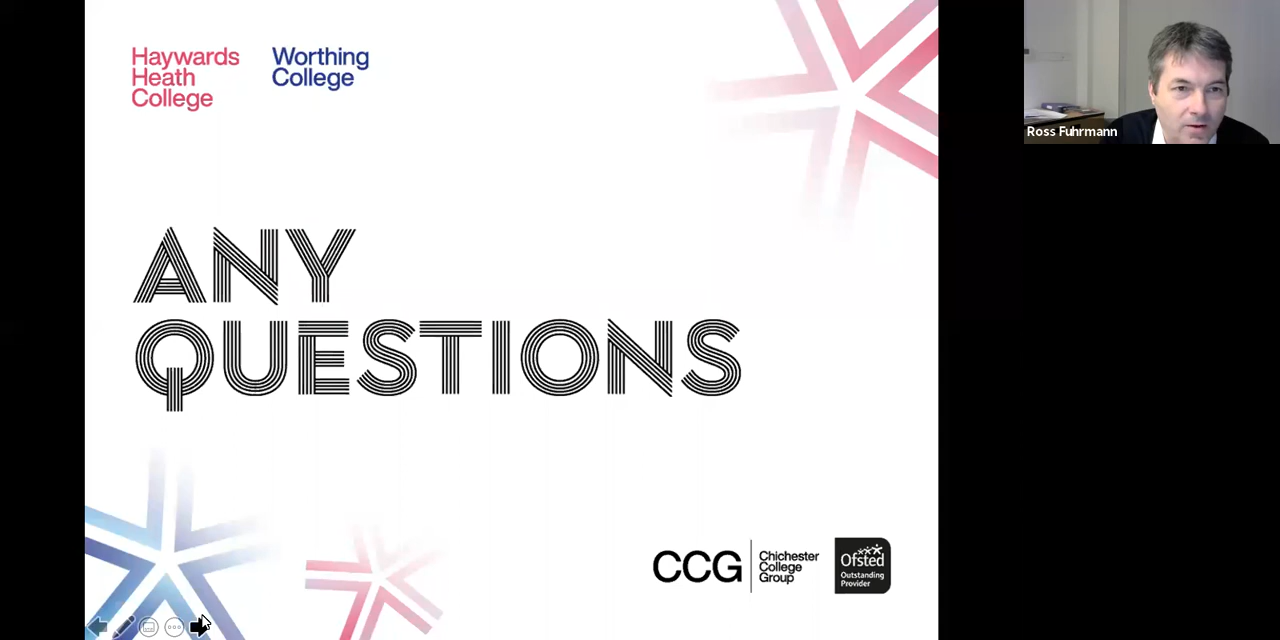 Haywards
Heath
College
Worthing
College
Ross Fuhrmann
ANY
QUESTIONS
CCG
Chichester
College
Group
Ofsted
Outstanding
Provider